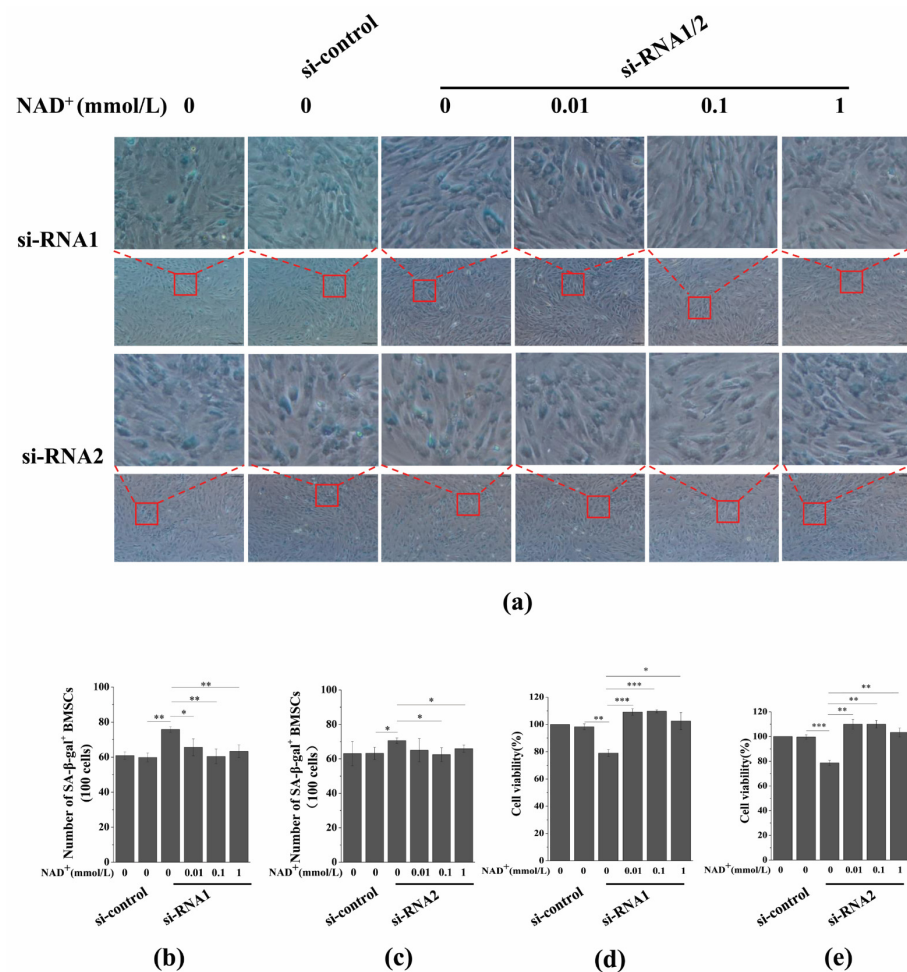 si-control si-RNA1/2
NAD⁺(mmol/L) 0 0 0 0.01 0.1 1
si-RNA1
si-RNA2
(a)
Number of SA-β-gal⁺ BMSCs
(100 cells)
100
80
60
40
20
0
**
**
** *
NAD⁺(mmol/L) 0 0 0 0.01 0.1 1
si-control si-RNA1
(b)
Number of SA-β-gal⁺ BMSCs
(100 cells)
100
80
60
40
20
0
*
*
*
NAD⁺(mmol/L) 0 0 0 0.01 0.1 1
si-control si-RNA2
(c)
Cell viability(%)
120
100
80
60
40
20
0
*
***
** ***
NAD⁺(mmol/L) 0 0 0 0.01 0.1 1
si-control si-RNA1
(d)
Cell viability(%)
120
100
80
60
40
20
0
**
**
*** **
NAD⁺(mmol/L) 0 0 0 0.01 0.1 1
si-control si-RNA2
(e)